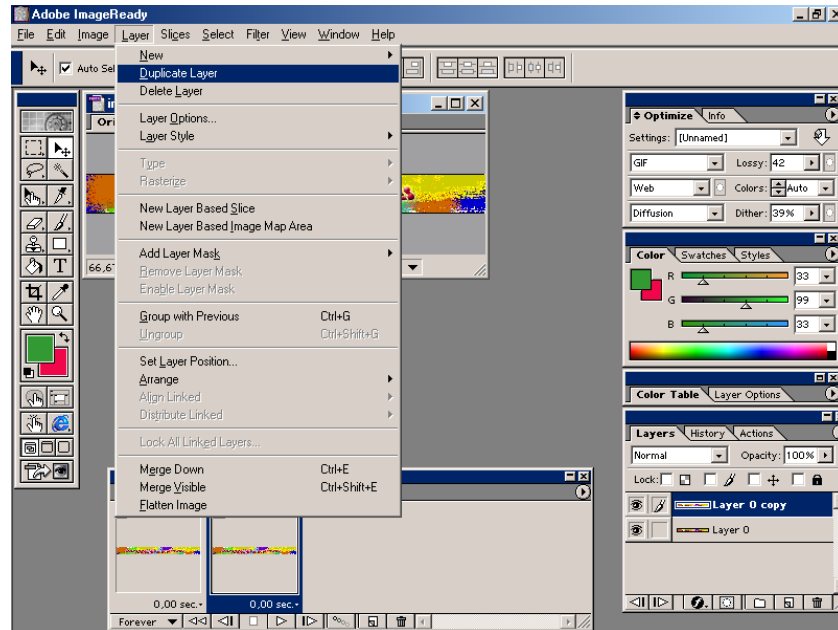 Adobe ImageReady
File Edit Image Layer Slices Select Filter View Window Help
Auto Sel
New
Duplicate Layer
Delete Layer
Layer Options...
Layer Style
Type
Rasterize
New Layer Based Slice
New Layer Based Image Map Area
Add Layer Mask
Remove Layer Mask
Enable Layer Mask
Group with Previous Ctrl+G
Ungroup Ctrl+Shift+G
Set Layer Position...
Arrange
Align Linked
Distribute Linked
Lock All Linked Layers...
Merge Down Ctrl+E
Merge Visible Ctrl+Shift+E
Flatten Image
Ori
66,6
T
0,00 sec. 0,00 sec.
Forever
Optimize Info
Settings: [Unnamed]
GIF Lossy: 42
Web Colors: Auto
Diffusion Dither: 39%
Color Swatches Styles
R 33
G 99
B 33
Color Table Layer Options
Layers History Actions
Normal Opacity: 100%
Lock:
Layer 0 copy
Layer 0